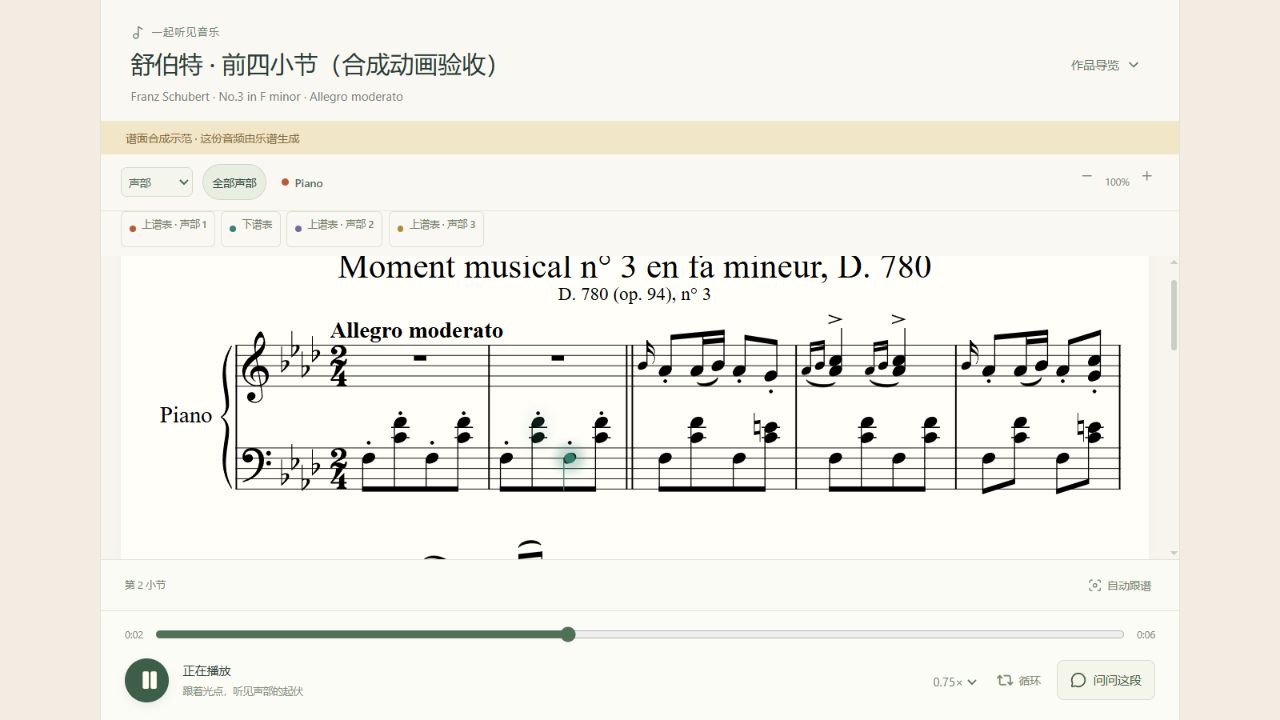 一起听见音乐
舒伯特 · 前四小节（合成动画验收）
作品导览
Franz Schubert · No.3 in F minor · Allegro moderato
谱面合成示范 · 这份音频由乐谱生成
声部
全部声部
Piano
100%
上谱表 · 声部 1
下谱表
上谱表 · 声部 2
上谱表 · 声部 3
Moment musical n° 3 en fa mineur, D. 780
D. 780 (op. 94), n° 3
Allegro moderato
Piano
第 2 小节
自动跟谱
0:02
0:06
正在播放
跟着光点，听见声部的起伏
0.75×
循环
问问这段